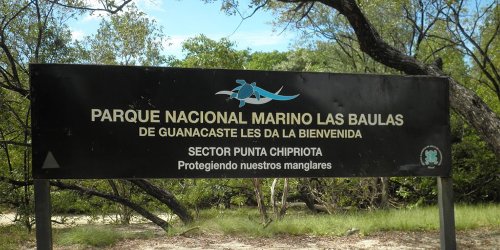 PARQUE NACIONAL MARINO LAS BAULAS
DE GUANACASTE LES DA LA BIENVENIDA
SECTOR PUNTA CHIPRIOTA
Protegiendo nuestros manglares